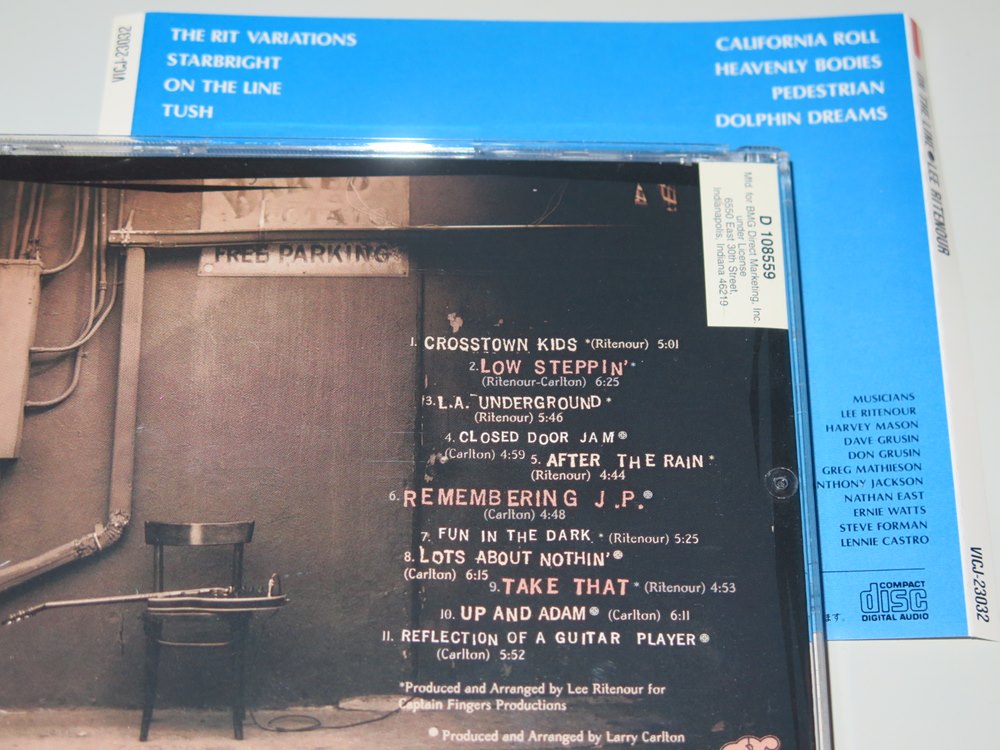 THE RIT VARIATIONS
STARBRIGHT
ON THE LINE
TUSH
CALIFORNIA ROLL
HEAVENLY BODIES
PEDESTRIAN
DOLPHIN DREAMS
VICJ-23032
ON THE LINE ● LEE RITENOUR
FREE PARKING
D 108559
Mfd. for BMG Direct Marketing, Inc.
under License
6550 East 30th Street,
Indianapolis, Indiana 46219
1. CROSSTOWN KIDS *(Ritenour) 5:01
2. LOW STEPPIN'*
(Ritenour-Carlton) 6:25
3. L.A. UNDERGROUND *
(Ritenour) 5:46
4. CLOSED DOOR JAM ®
(Carlton) 4:59
5. AFTER THE RAIN *
(Ritenour) 4:44
6. REMEMBERING J.P. ®
(Carlton) 4:48
7. FUN IN THE DARK * (Ritenour) 5:25
8. LOTS ABOUT NOTHIN' ®
(Carlton) 6:15
9. TAKE THAT * (Ritenour) 4:53
10. UP AND ADAM ® (Carlton) 6:11
11. REFLECTION OF A GUITAR PLAYER ®
(Carlton) 5:52
*Produced and Arranged by Lee Ritenour for
Captain Fingers Productions
® Produced and Arranged by Larry Carlton
MUSICIANS
LEE RITENOUR
HARVEY MASON
DAVE GRUSIN
DON GRUSIN
GREG MATHIESON
NTHONY JACKSON
NATHAN EAST
ERNIE WATTS
STEVE FORMAN
LENNIE CASTRO
COMPACT
disc
DIGITAL AUDIO
ます。
VICJ-23032